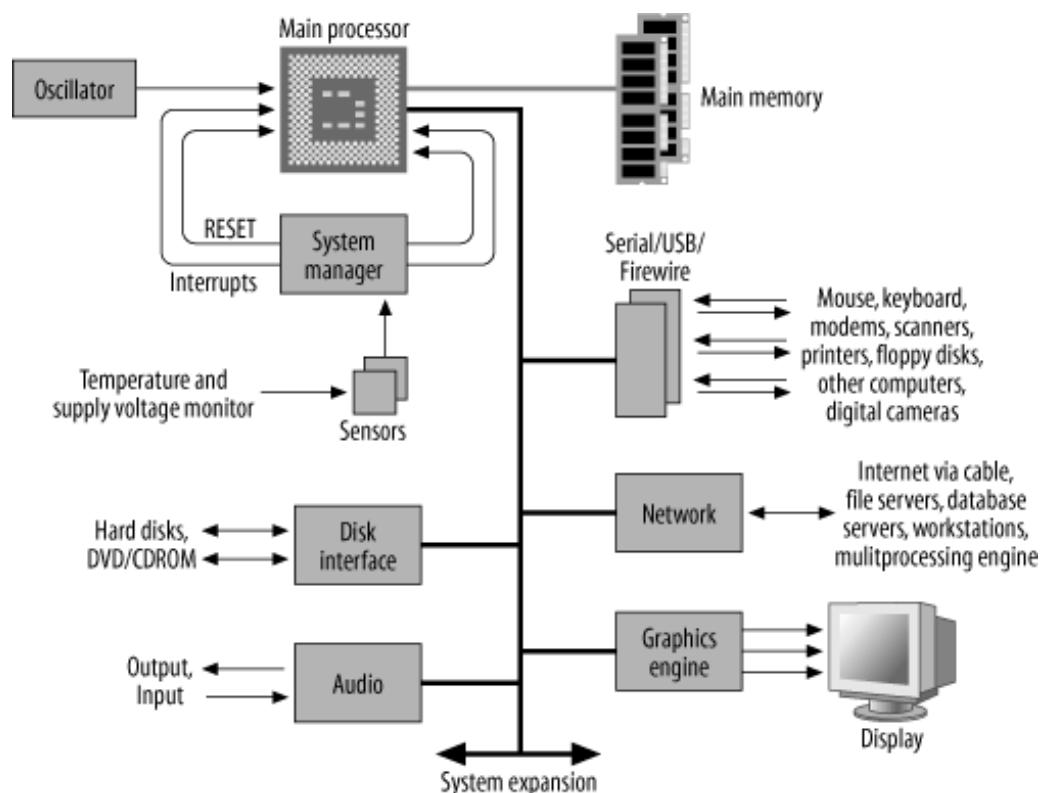 Main processor
Oscillator
Main memory
RESET
Interrupts
System
manager
Serial/USB/
Firewire
Mouse, keyboard,
modems, scanners,
printers, floppy disks,
other computers,
digital cameras
Temperature and
supply voltage monitor
Sensors
Hard disks,
DVD/CDROM
Disk
interface
Network
Internet via cable,
file servers, database
servers, workstations,
mulitprocessing engine
Output,
Input
Audio
Graphics
engine
Display
System expansion